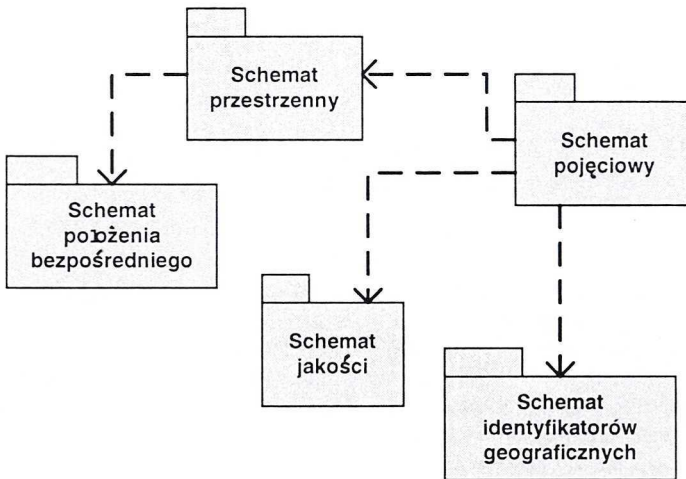 Schemat
przestrzenny
Schemat
pojęciowy
Schemat
położenia
bezpośredniego
Schemat
jakości
Schemat
identyfikatorów
geograficznych